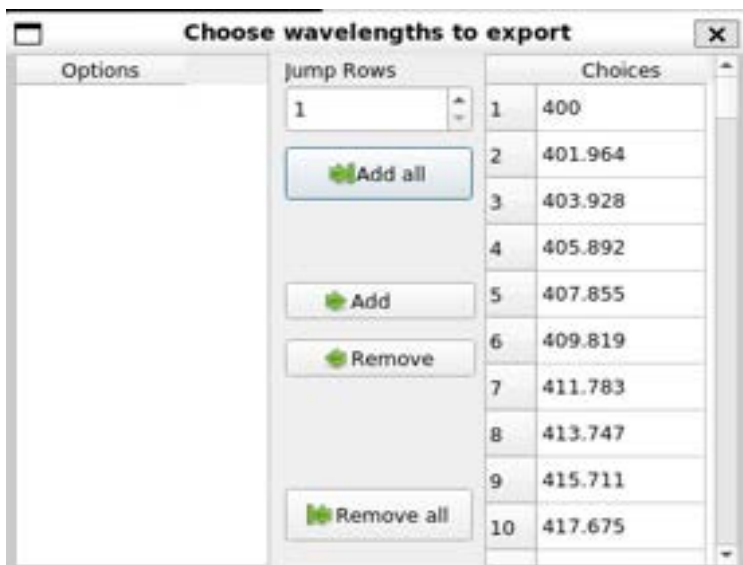 Choose wavelengths to export
Options
Jump Rows
1
Add all
Add
Remove
Remove all
Choices
1 400
2 401.964
3 403.928
4 405.892
5 407.855
6 409.819
7 411.783
8 413.747
9 415.711
10 417.675